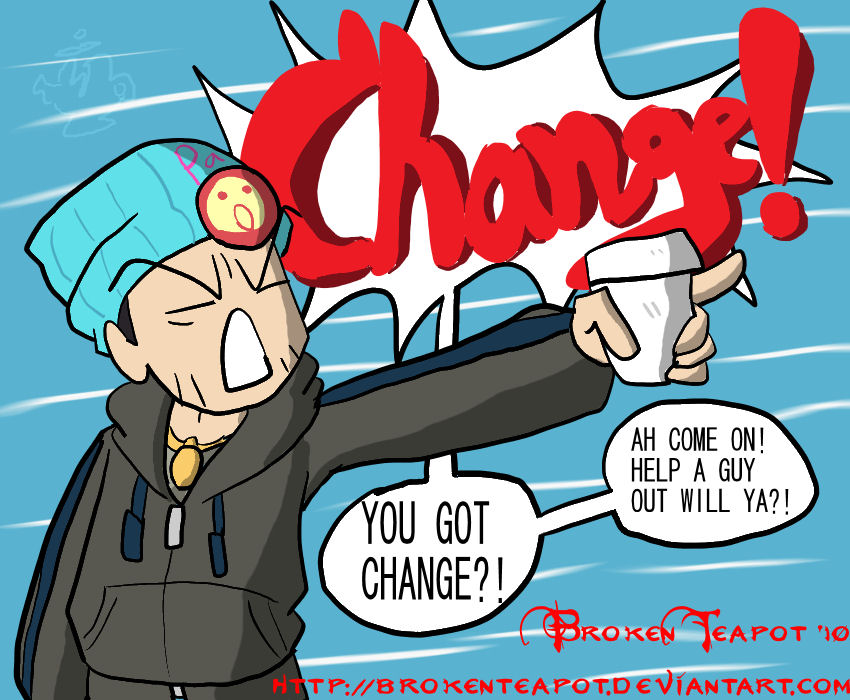 Change!
Pa
YOU GOT
CHANGE?!
AH COME ON!
HELP A GUY
OUT WILL YA?!
BROKEN TEAPOT '10
HTTP://BROKENTEAPOT.DEVIANTART.COM